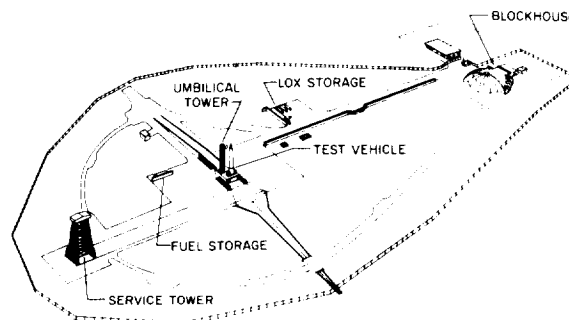 BLOCKHOUS
LOX STORAGE
UMBILICAL
TOWER
A
TEST VEHICLE
FUEL STORAGE
SERVICE TOWER